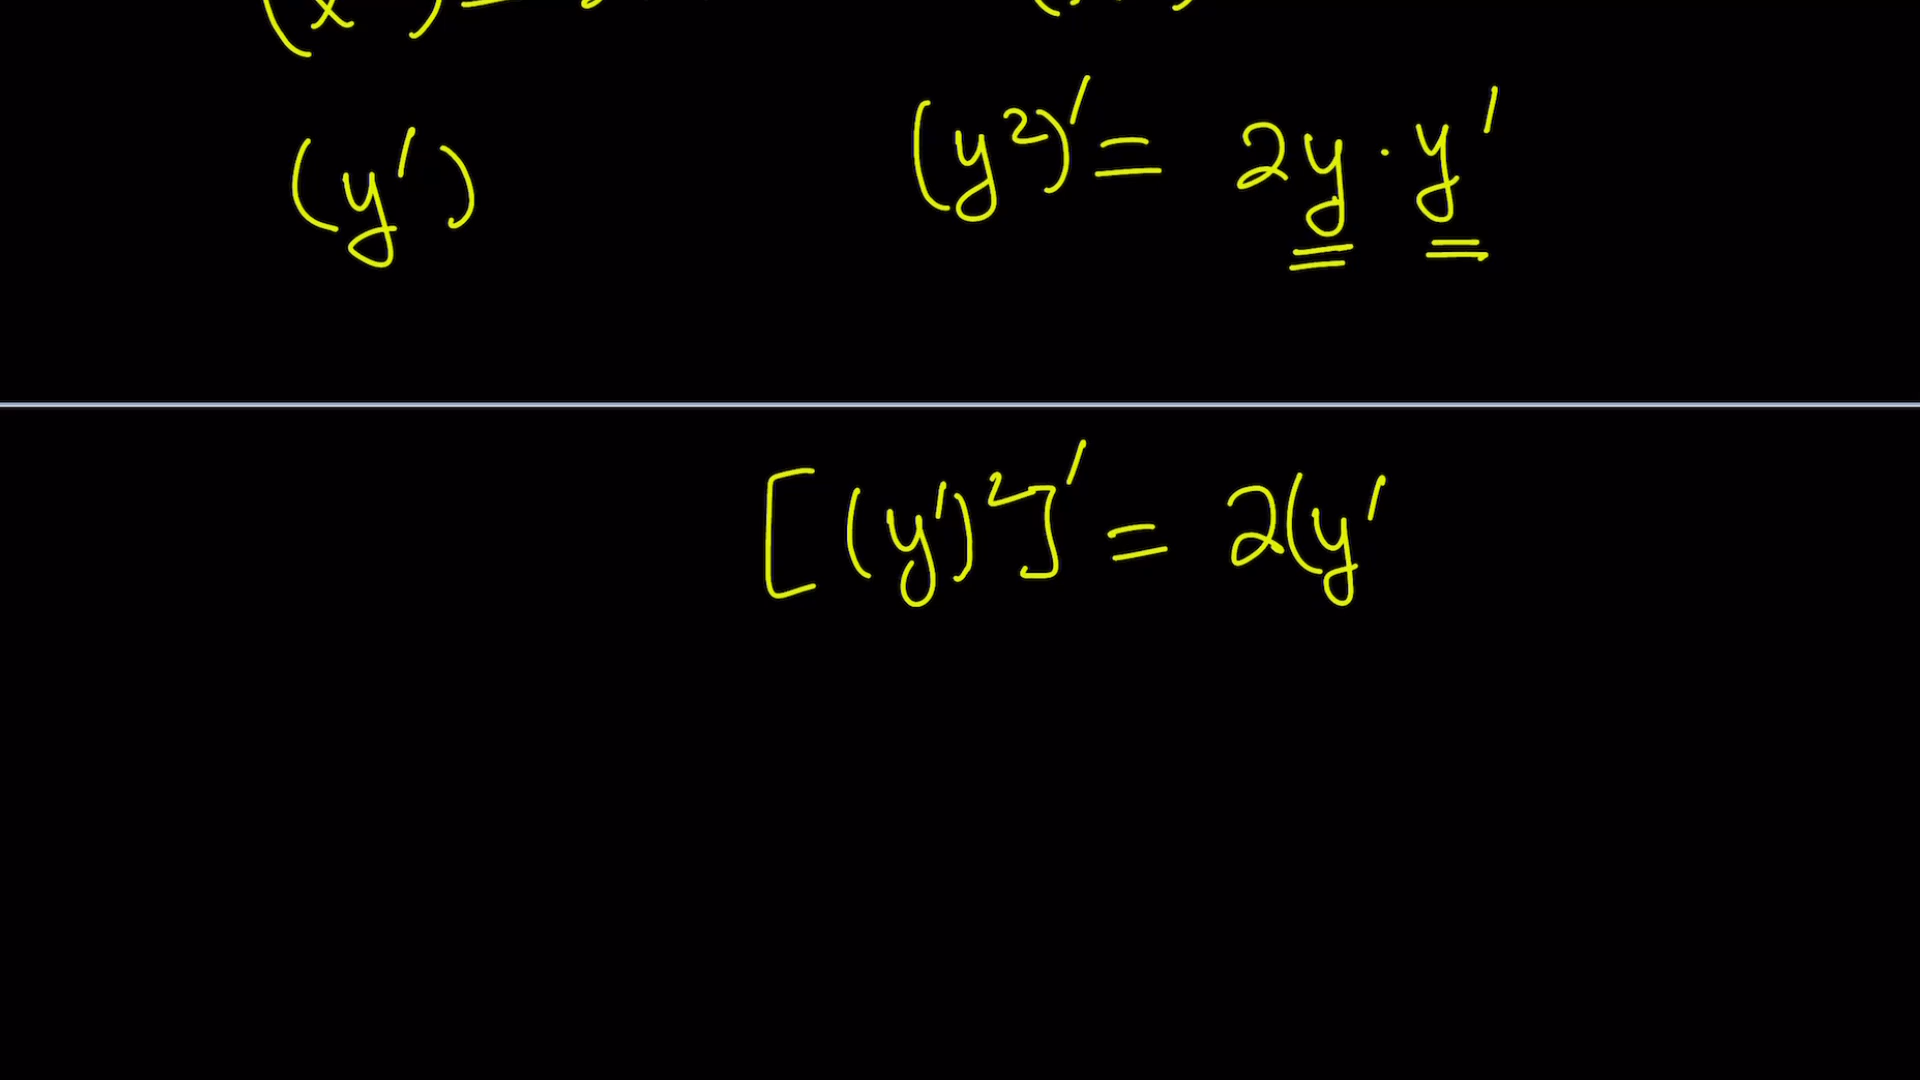 (x )
(y') (y²)' = 2y · y'
[(y')²]' = 2(y'